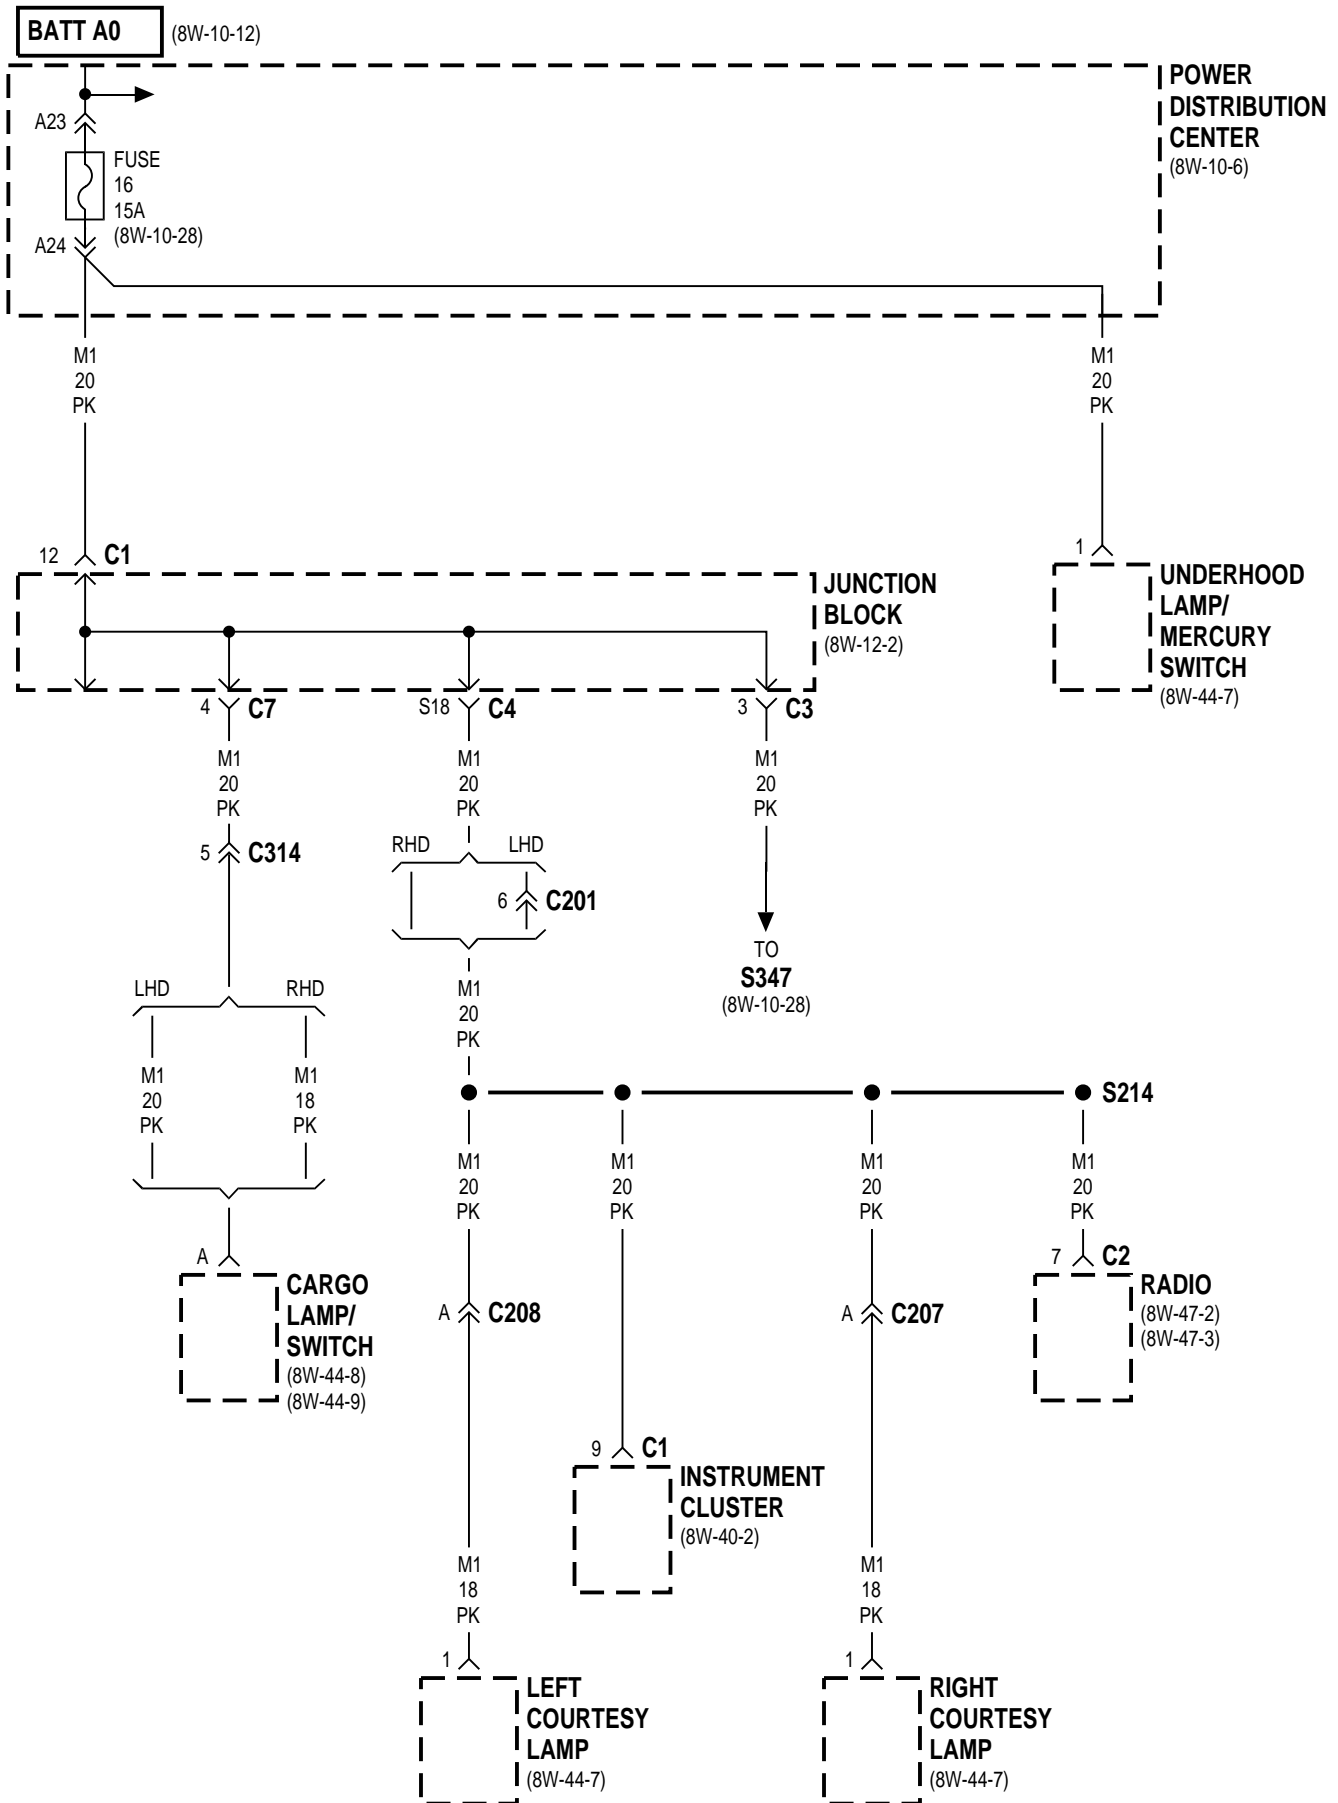 BATT A0 (8W-10-12)
POWER
DISTRIBUTION
CENTER
(8W-10-6)
A23
FUSE
16
15A
(8W-10-28)
A24
M1
20
PK
M1
20
PK
12 C1
1
JUNCTION
BLOCK
(8W-12-2)
UNDERHOOD
LAMP/
MERCURY
SWITCH
(8W-44-7)
4 C7
S18 C4
3 C3
M1
20
PK
M1
20
PK
M1
20
PK
5 C314
RHD LHD
6 C201
TO
S347
(8W-10-28)
LHD RHD
M1
20
PK
M1
20
PK
M1
18
PK
S214
M1
20
PK
M1
20
PK
M1
20
PK
M1
20
PK
A
CARGO
LAMP/
SWITCH
(8W-44-8)
(8W-44-9)
A C208
A C207
7 C2
RADIO
(8W-47-2)
(8W-47-3)
9 C1
INSTRUMENT
CLUSTER
(8W-40-2)
M1
18
PK
M1
18
PK
1
LEFT
COURTESY
LAMP
(8W-44-7)
1
RIGHT
COURTESY
LAMP
(8W-44-7)